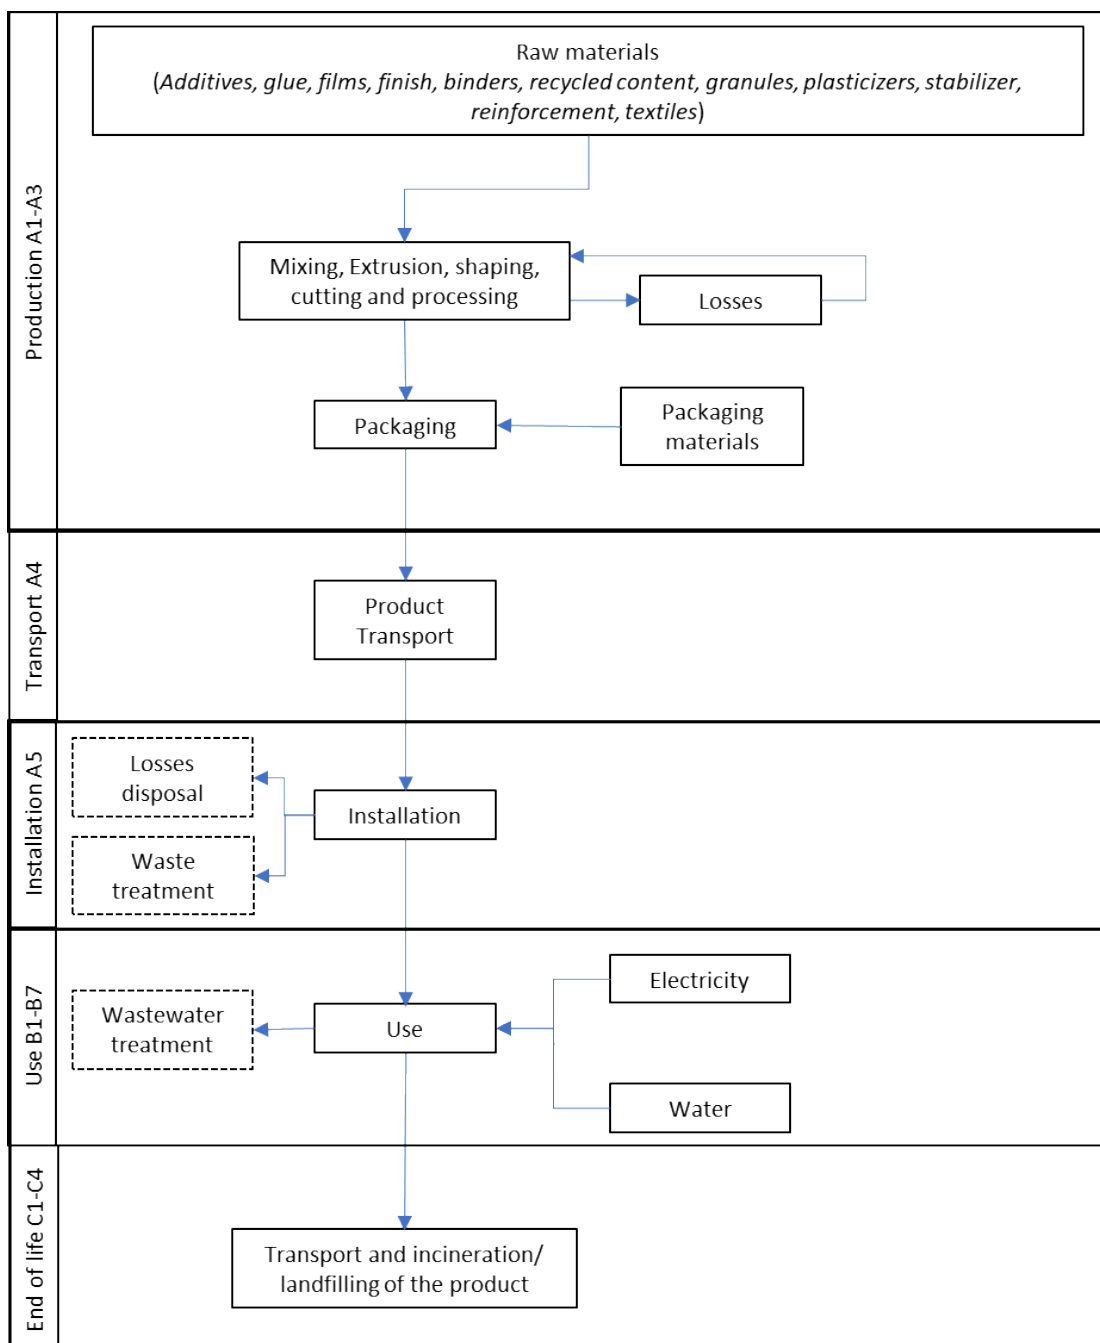 Production A1-A3
Raw materials
(Additives, glue, films, finish, binders, recycled content, granules, plasticizers, stabilizer,
reinforcement, textiles)
Mixing, Extrusion, shaping,
cutting and processing
Losses
Packaging
Packaging
materials
Transport A4
Product
Transport
Installation A5
Losses
disposal
Installation
Waste
treatment
Use B1-B7
Electricity
Wastewater
treatment
Use
Water
End of life C1-C4
Transport and incineration/
landfilling of the product